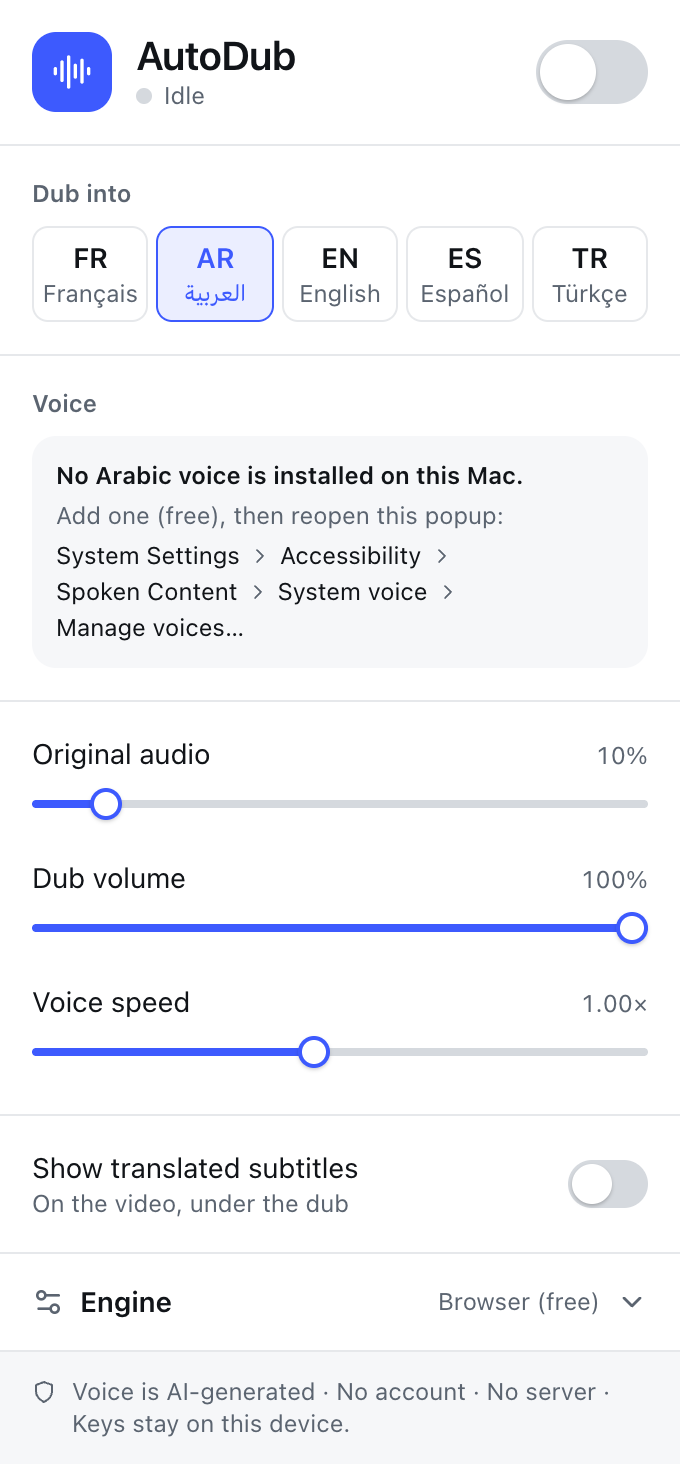 AutoDub
Idle
Dub into
FR
Français
AR
العربية
EN
English
ES
Español
TR
Türkçe
Voice
No Arabic voice is installed on this Mac.
Add one (free), then reopen this popup:
System Settings > Accessibility >
Spoken Content > System voice >
Manage voices…
Original audio 10%
Dub volume 100%
Voice speed 1.00×
Show translated subtitles
On the video, under the dub
Engine Browser (free)
Voice is AI-generated · No account · No server ·
Keys stay on this device.